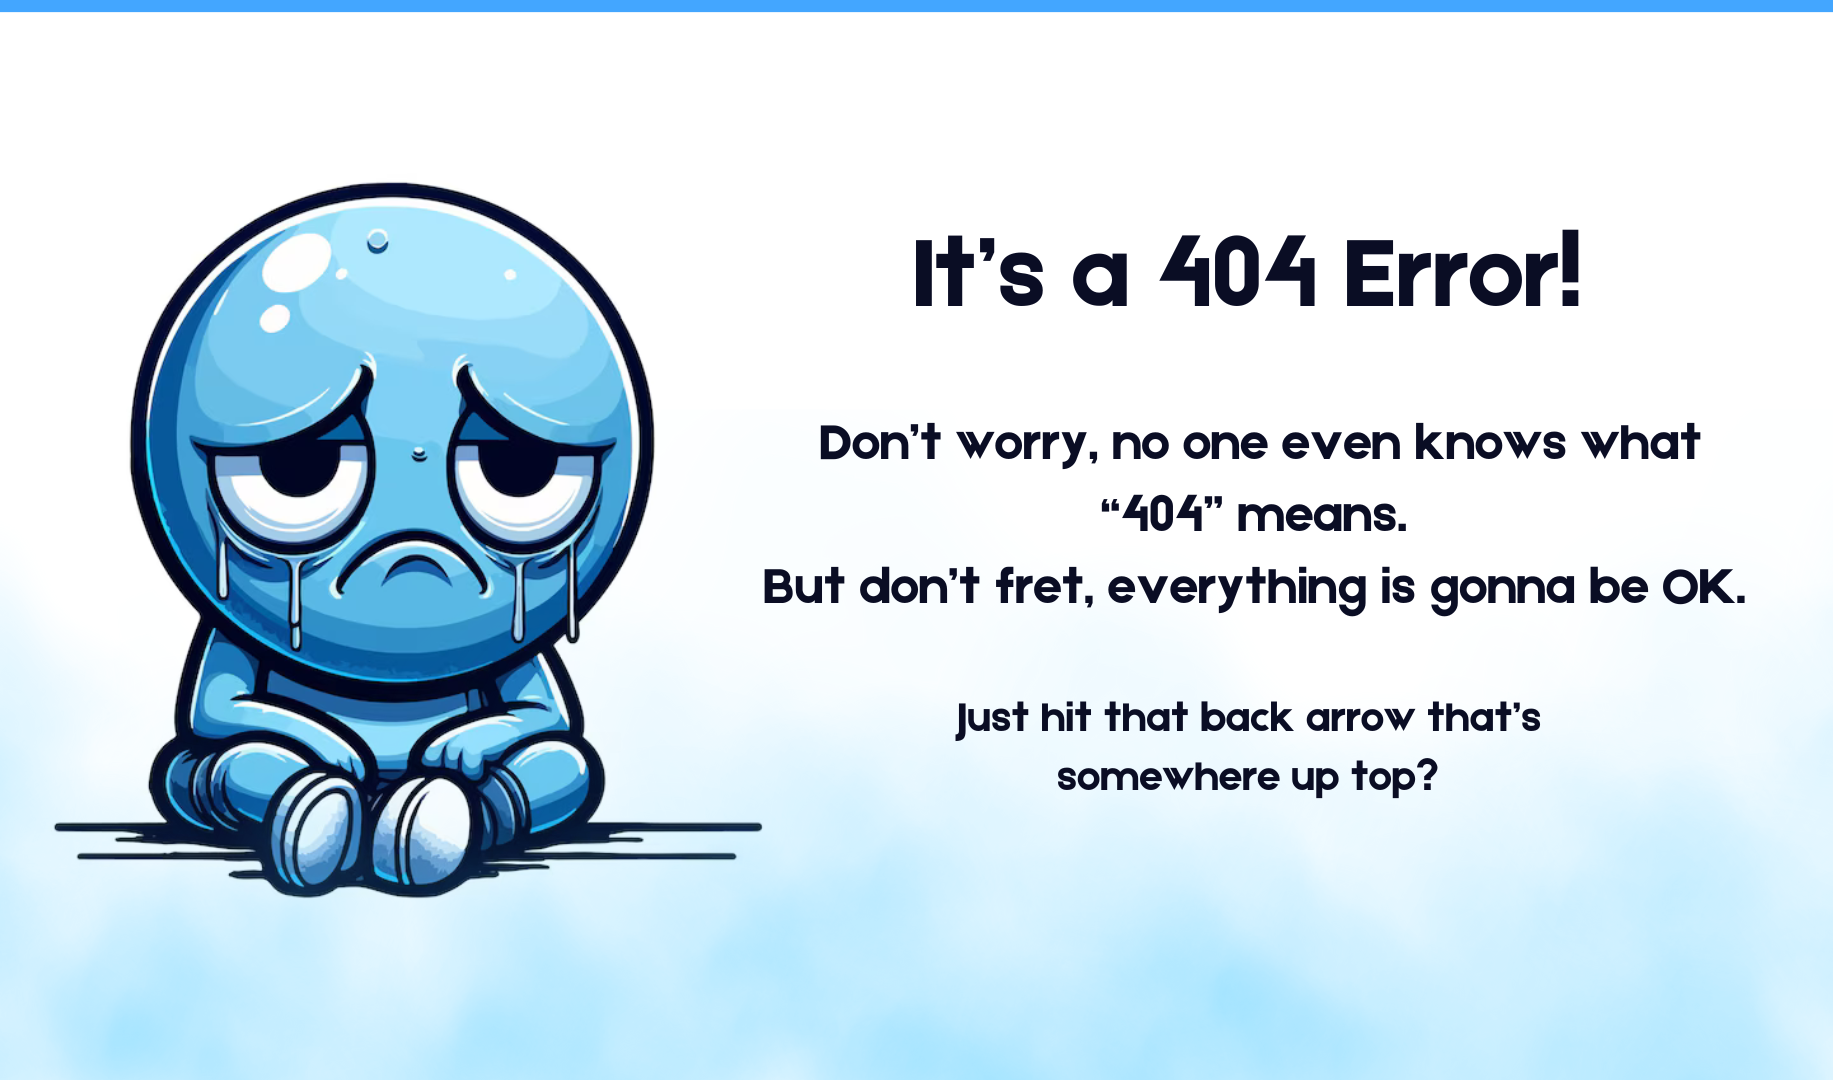 It’s a 404 Error!
Don’t worry, no one even knows what
“404” means.
But don’t fret, everything is gonna be OK.
Just hit that back arrow that’s
somewhere up top?